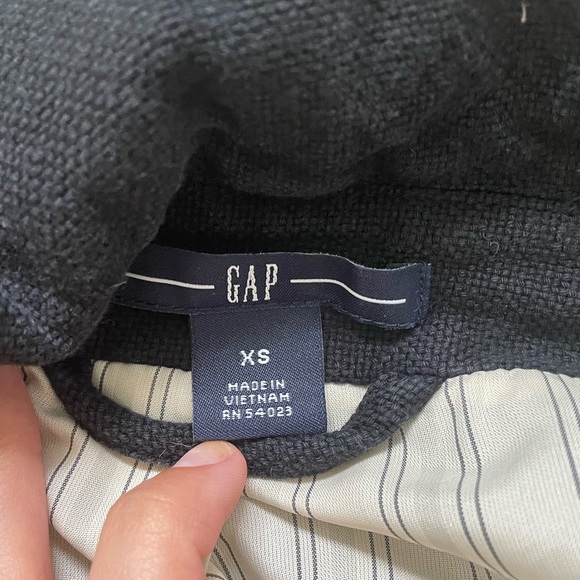 GAP
XS
MADE IN
VIETNAM
RN 54023